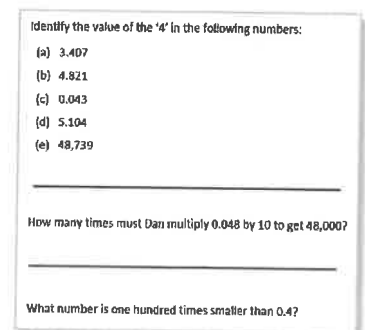 Identify the value of the '4' in the following numbers:
(a) 3.407
(b) 4.821
(c) 0.043
(d) 5.104
(e) 48,739
How many times must Dan multiply 0.048 by 10 to get 48,000?
What number is one hundred times smaller than 0.4?